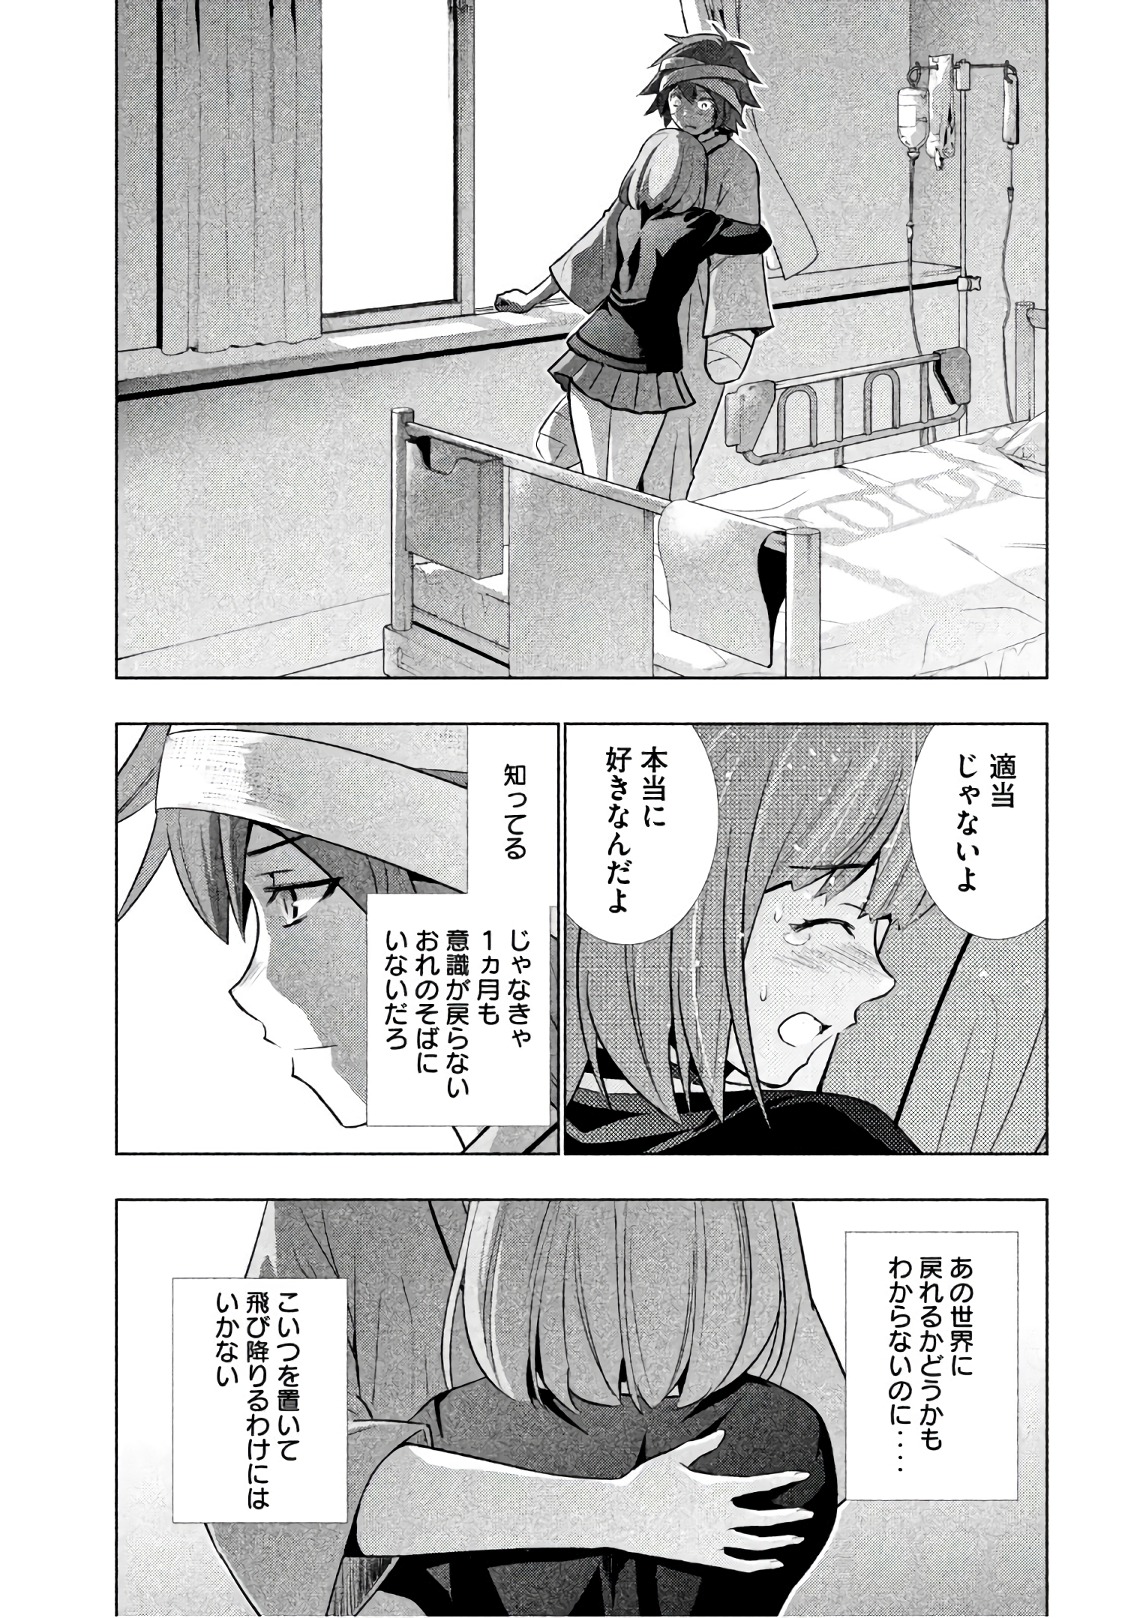 適当
じゃないよ
本当に
好きなんだよ
知ってる
じゃなきゃ
1ヵ月も
意識が戻らない
おれのそばに
いないだろ
あの世界に
戻れるかどうかも
わからないのに‥‥
こいつを置いて
飛び降りるわけには
いかない